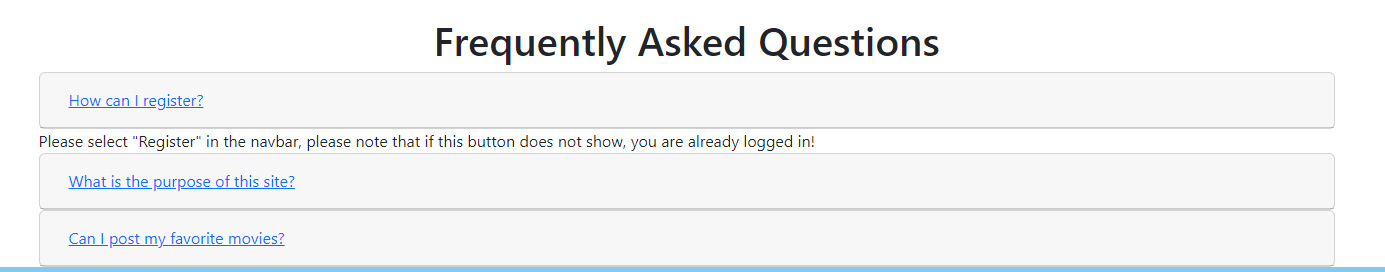 Frequently Asked Questions
How can I register?
Please select "Register" in the navbar, please note that if this button does not show, you are already logged in!
What is the purpose of this site?
Can I post my favorite movies?